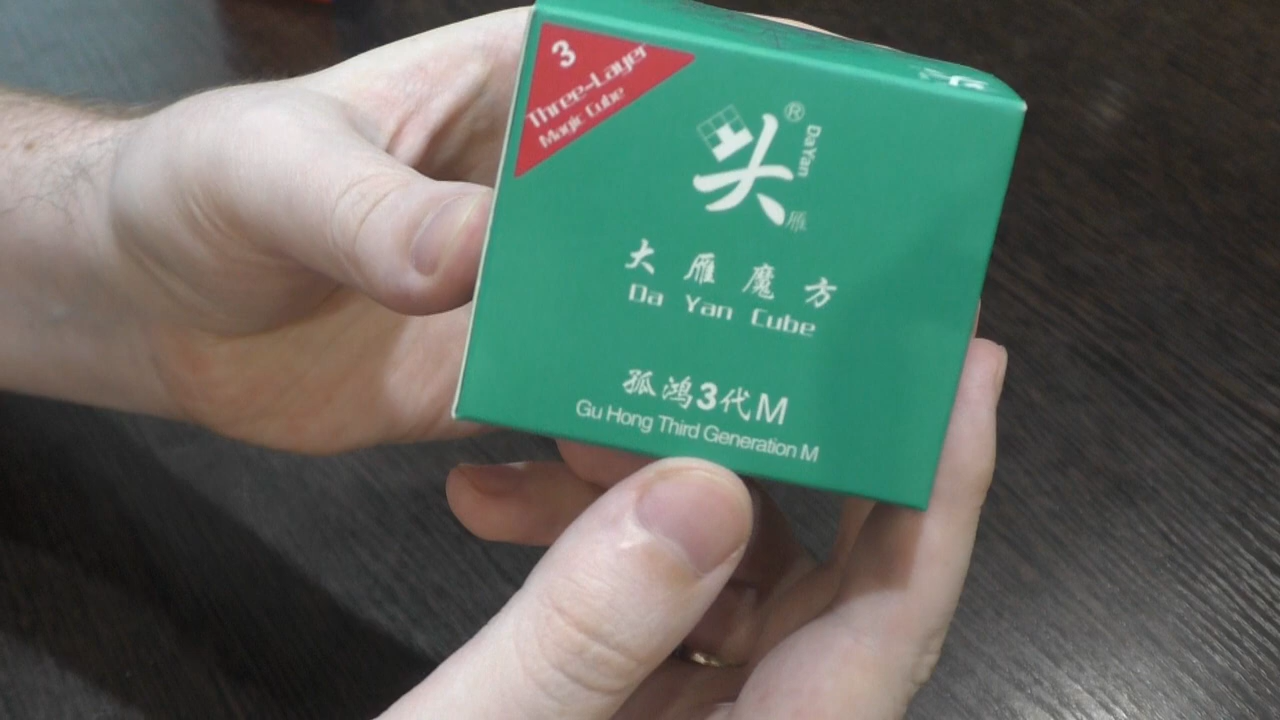 3
Three-Layer
Magic Cube
头
®
DaYan
雁
大雁魔方
Da Yan Cube
孤鸿3代M
Gu Hong Third Generation M